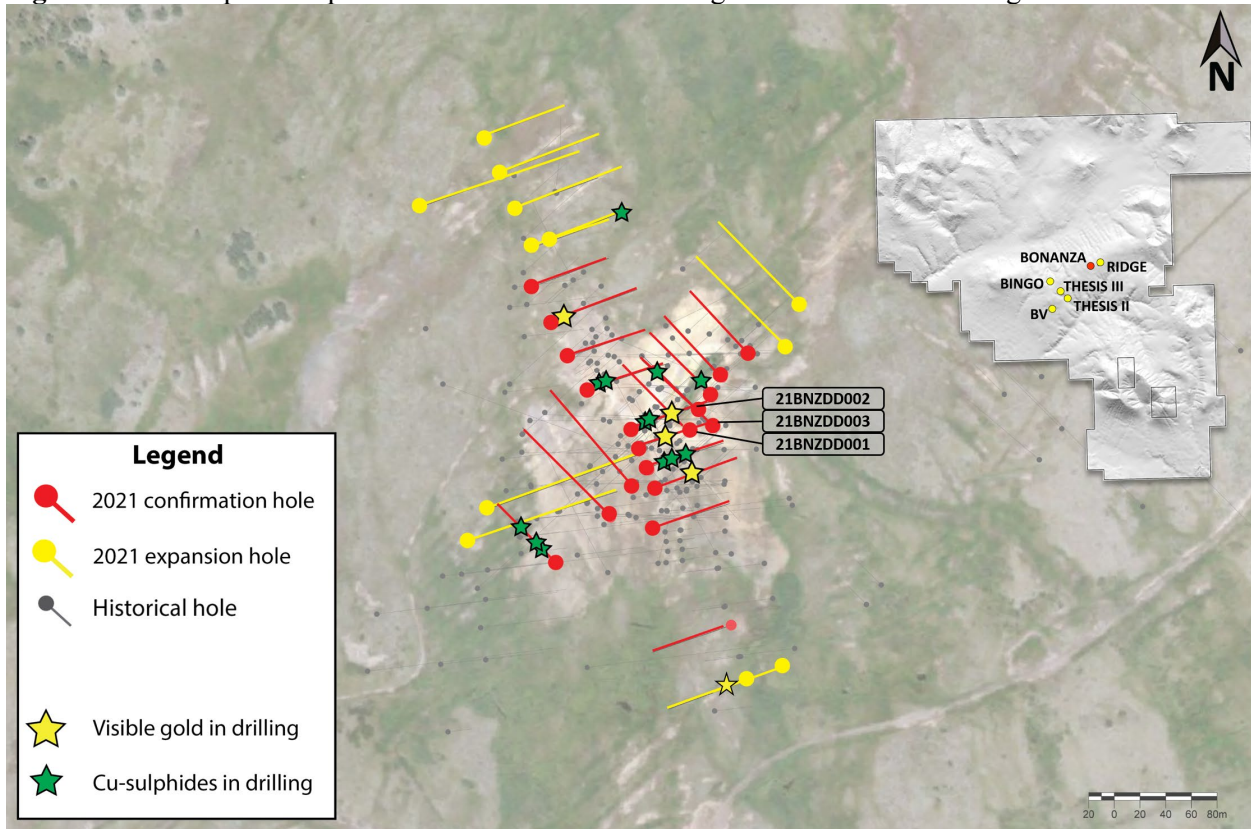 N
BONANZA
RIDGE
BINGO
THESIS III
THESIS II
BV
21BNZDD002
21BNZDD003
21BNZDD001
Legend
2021 confirmation hole
2021 expansion hole
Historical hole
Visible gold in drilling
Cu-sulphides in drilling
20 0 20 40 60 80m